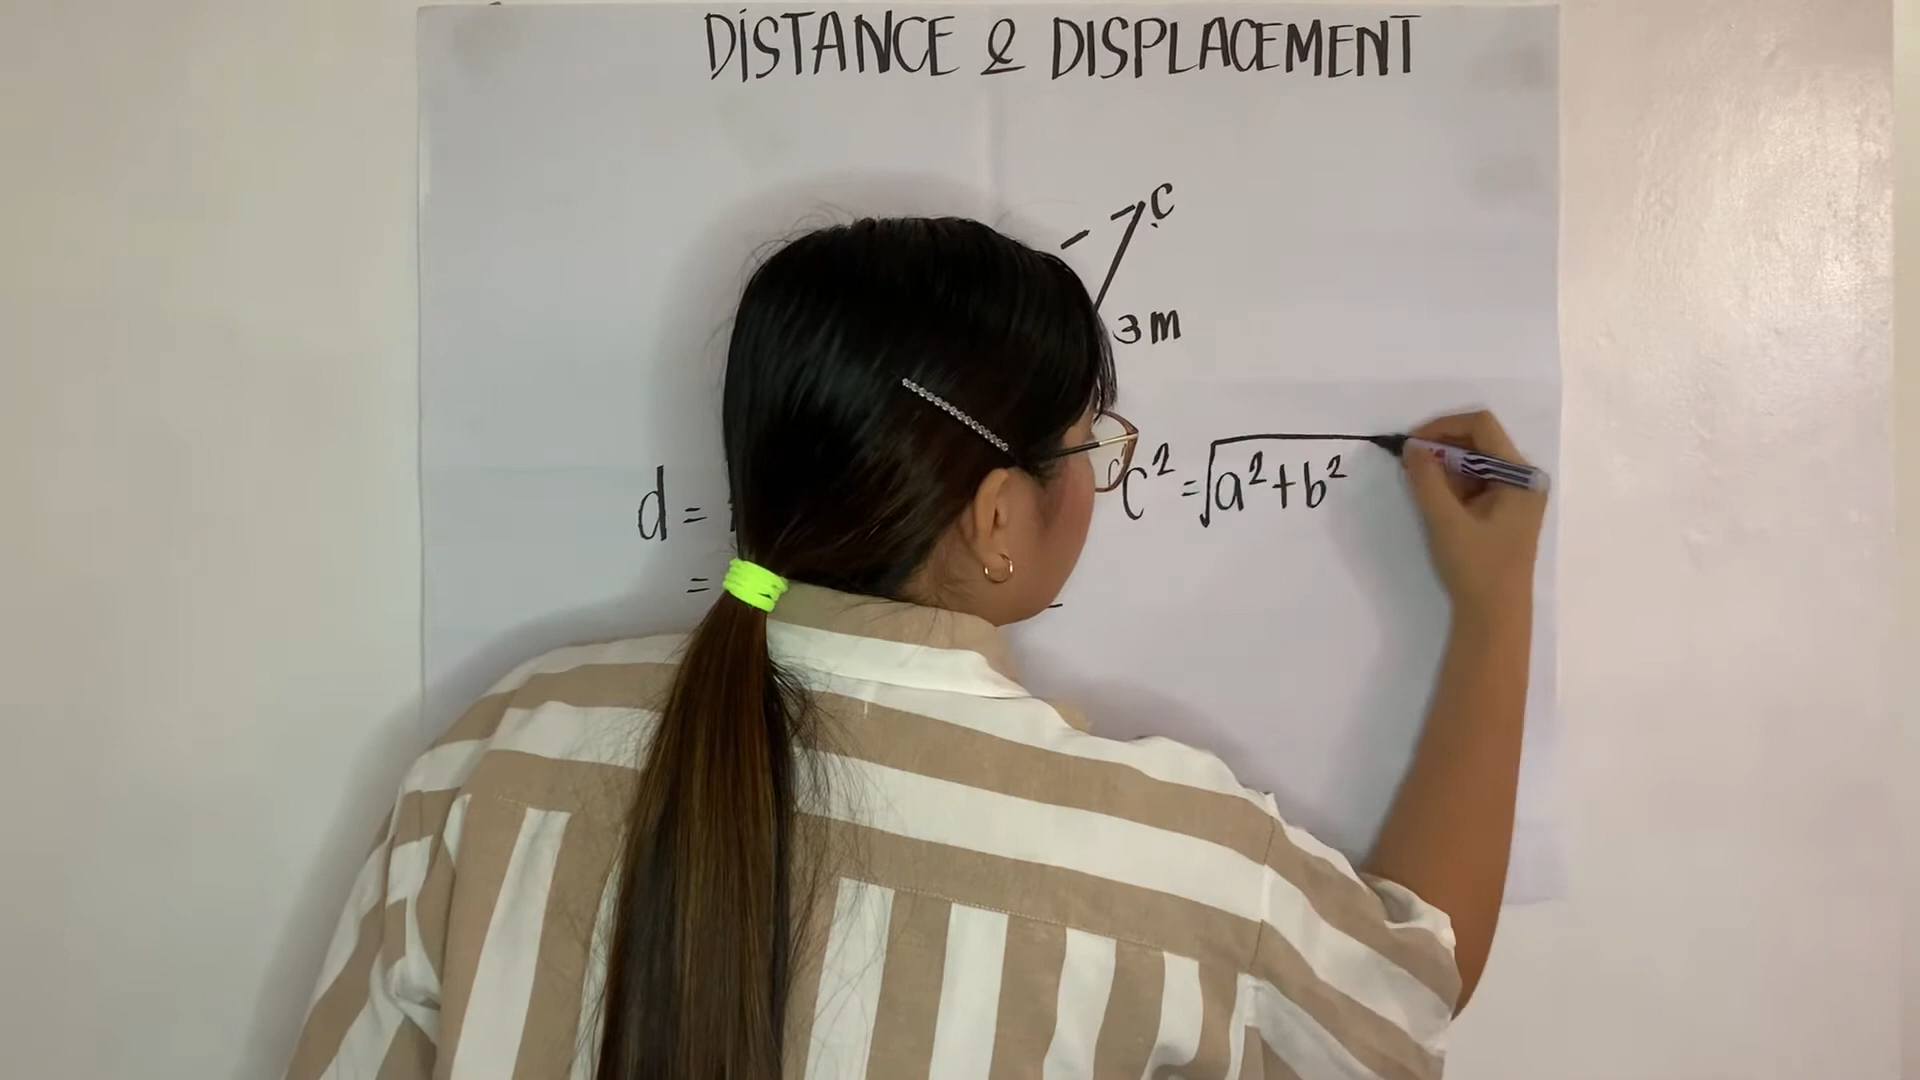 DISTANCE & DISPLACEMENT
C
3m
d =
c² = √a² + b²
=